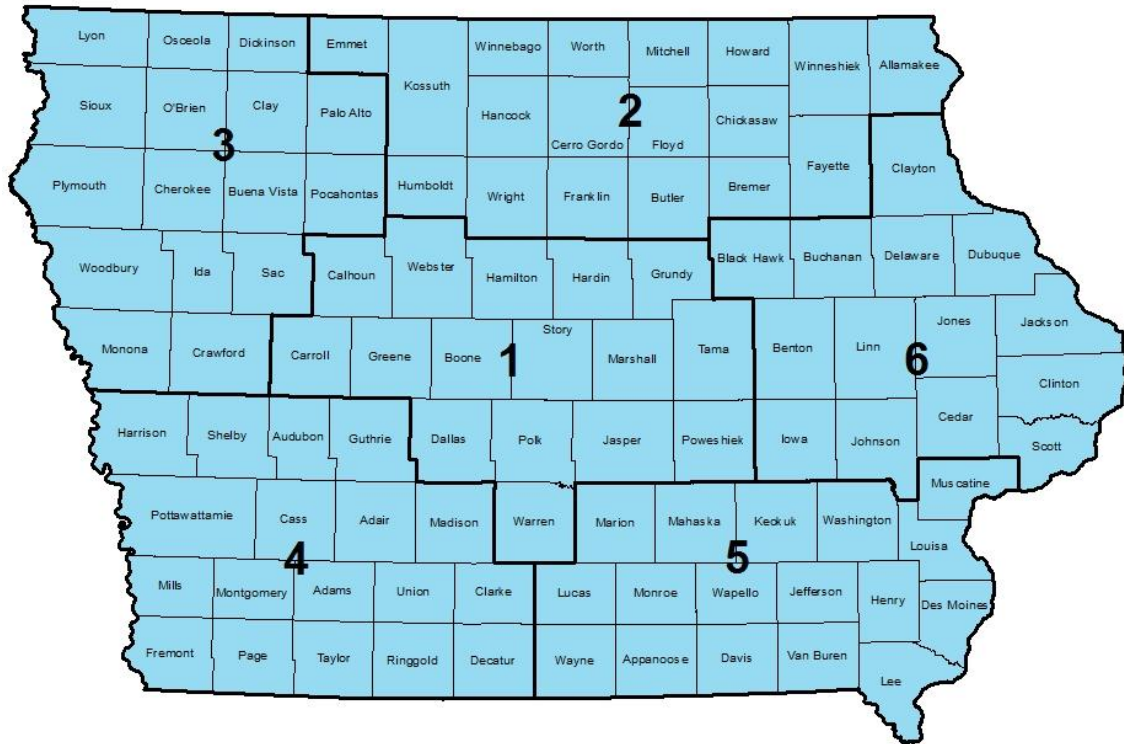 Lyon
Osceola
Dickinson
Emmet
Winnebago
Worth
Mitchell
Howard
Winneshiek
Allamakee
Kossuth
Sioux
O'Brien
Clay
Palo Alto
Hancock
2
Chickasaw
3
Cerro Gordo
Floyd
Fayette
Clayton
Plymouth
Cherokee
Buena Vista
Pocahontas
Humboldt
Wright
Franklin
Butler
Bremer
Woodbury
Ida
Sac
Calhoun
Webster
Hamilton
Hardin
Grundy
Black Hawk
Buchanan
Delaware
Dubuque
Monona
Crawford
Carroll
Greene
Boone
Story
1
Marshall
Tama
Benton
Linn
6
Jones
Jackson
Clinton
Cedar
Harrison
Shelby
Audubon
Guthrie
Dallas
Polk
Jasper
Poweshiek
Iowa
Johnson
Scott
Muscatine
Pottawattamie
Cass
Adair
Madison
Warren
Marion
Mahaska
Keokuk
Washington
Louisa
4
5
Mills
Montgomery
Adams
Union
Clarke
Lucas
Monroe
Wapello
Jefferson
Henry
Des Moines
Fremont
Page
Taylor
Ringgold
Decatur
Wayne
Appanoose
Davis
Van Buren
Lee